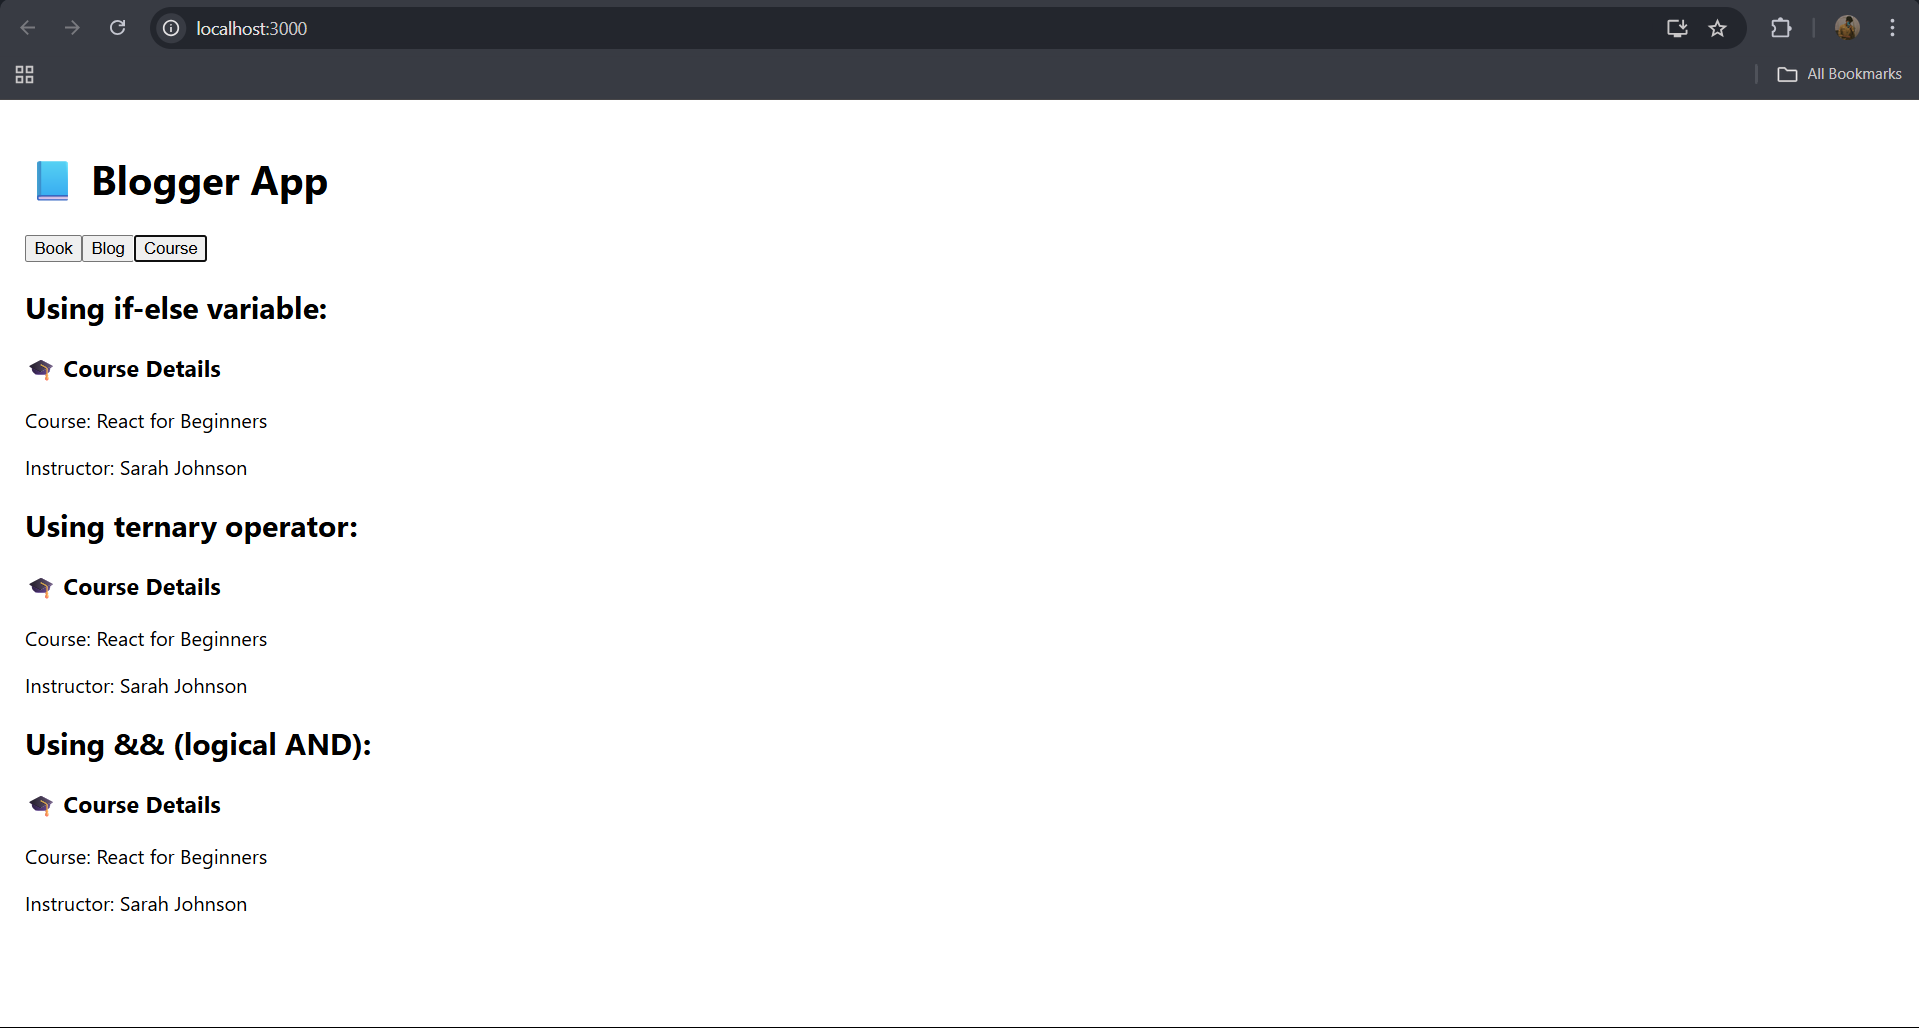 localhost:3000
All Bookmarks
📘 Blogger App
Book Blog Course
Using if-else variable:
🎓 Course Details
Course: React for Beginners
Instructor: Sarah Johnson
Using ternary operator:
🎓 Course Details
Course: React for Beginners
Instructor: Sarah Johnson
Using && (logical AND):
🎓 Course Details
Course: React for Beginners
Instructor: Sarah Johnson